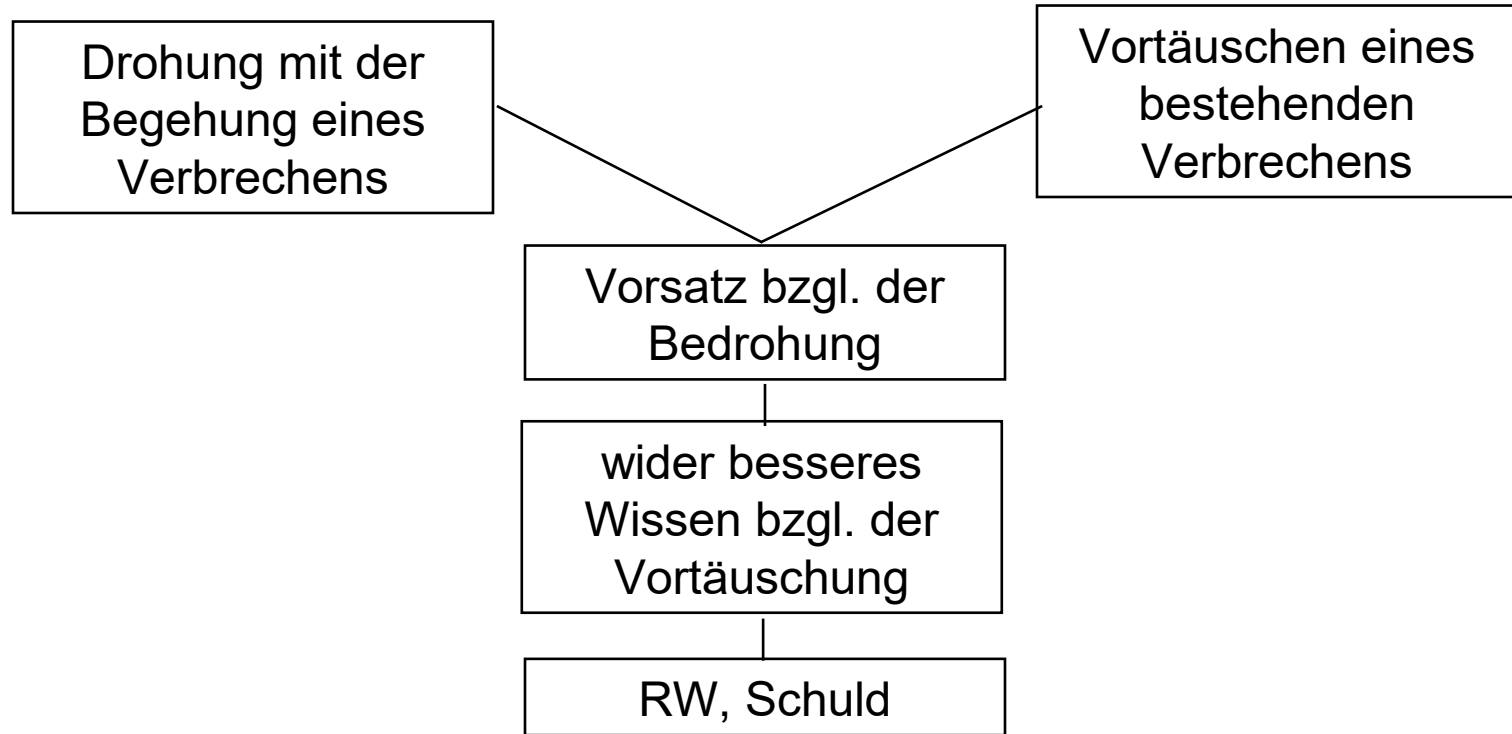 Drohung mit der
Begehung eines
Verbrechens
Vortäuschen eines
bestehenden
Verbrechens
Vorsatz bzgl. der
Bedrohung
wider besseres
Wissen bzgl. der
Vortäuschung
RW, Schuld